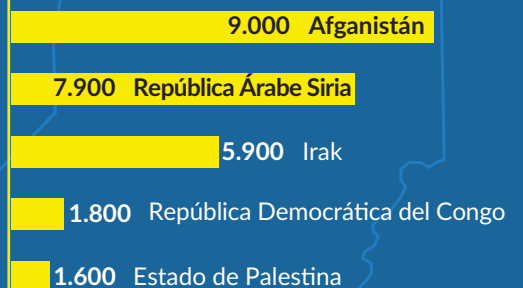 9.000 Afganistán
7.900 República Árabe Siria
5.900 Irak
1.800 República Democrática del Congo
1.600 Estado de Palestina